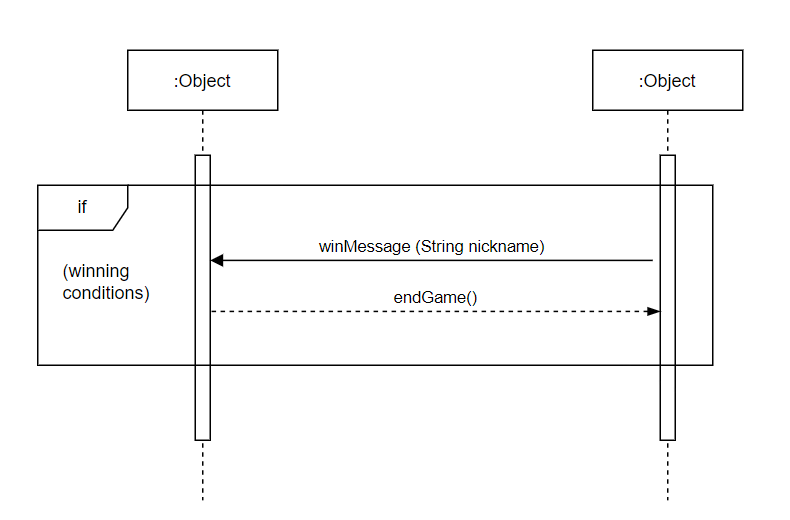 :Object
:Object
if
winMessage (String nickname)
(winning
conditions)
endGame()